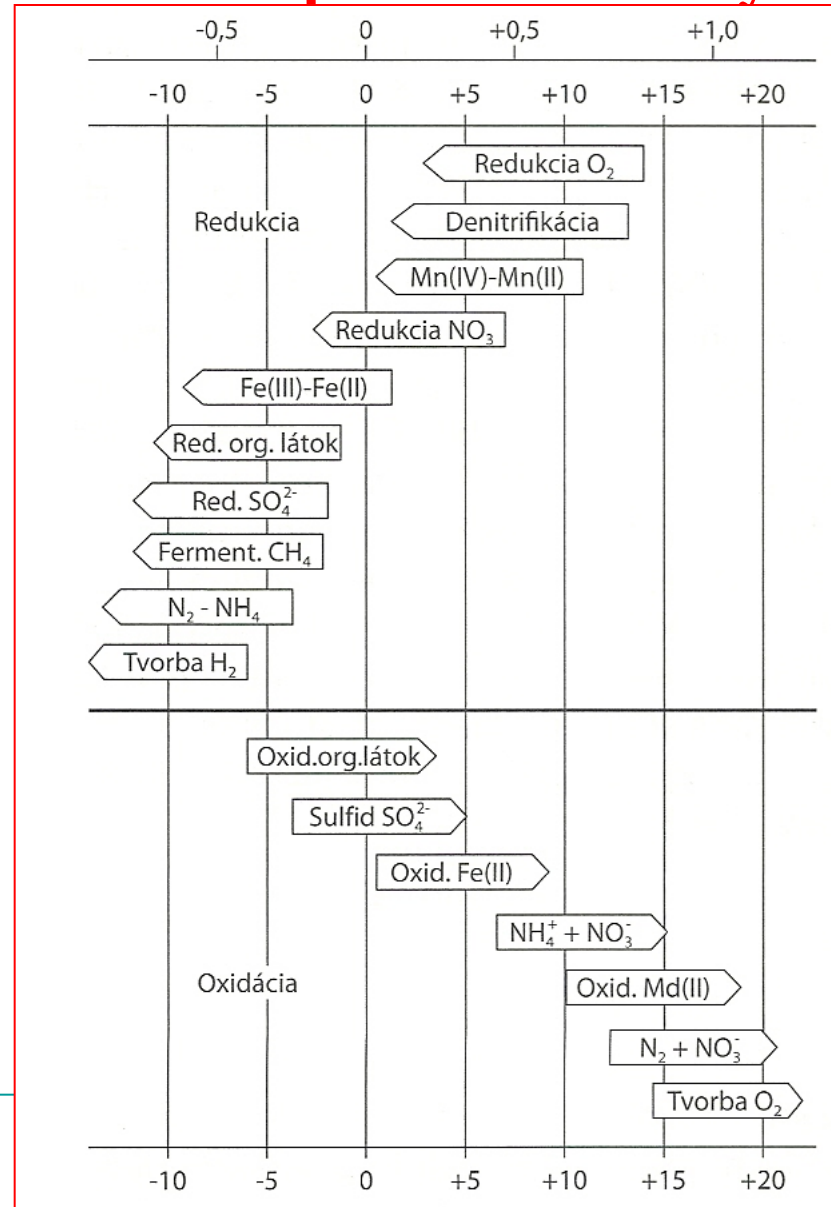 -0,5 0 +0,5 +1,0
-10 -5 0 +5 +10 +15 +20
Redukcia O₂
Redukcia
Denitrifikácia
Mn(IV)-Mn(II)
Redukcia NO₃
Fe(III)-Fe(II)
Red. org. látok
Red. SO₄²⁻
Ferment. CH₄
N₂ - NH₄
Tvorba H₂
Oxid.org.látok
Sulfid SO₄²⁻
Oxid. Fe(II)
NH₄⁺ + NO₃⁻
Oxidácia
Oxid. Md(II)
N₂ + NO₃⁻
Tvorba O₂
-10 -5 0 +5 +10 +15 +20